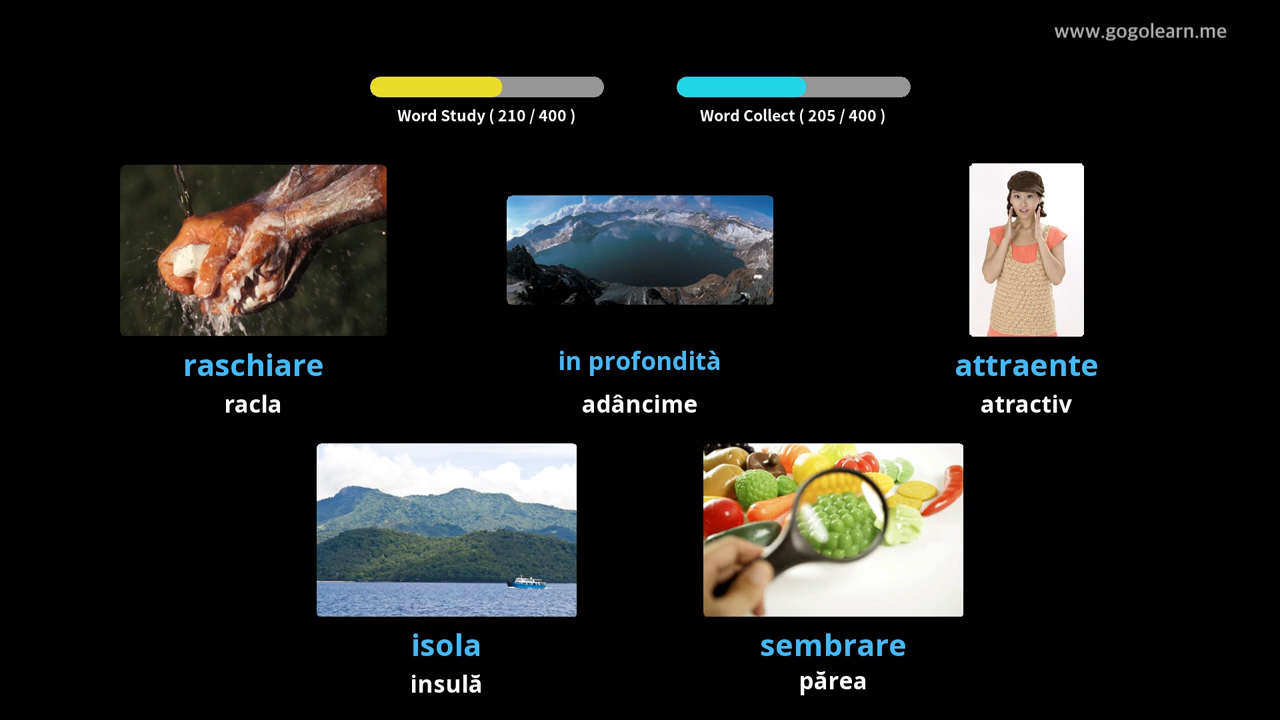 www.gogolearn.me
Word Study ( 210 / 400 )
Word Collect ( 205 / 400 )
raschiare
racla
in profondità
adâncime
attraente
atractiv
isola
insulă
sembrare
părea